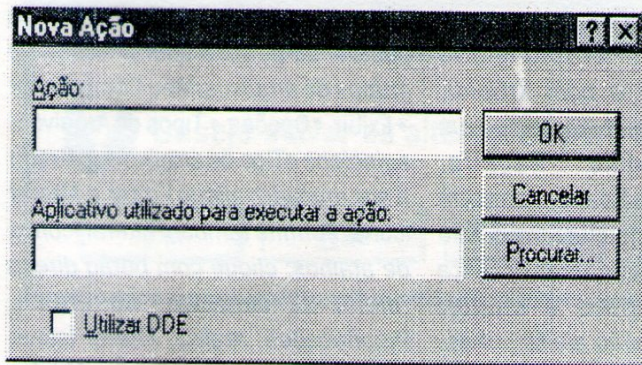 Nova Ação
Ação:
OK
Cancelar
Aplicativo utilizado para executar a ação:
Procurar...
Utilizar DDE